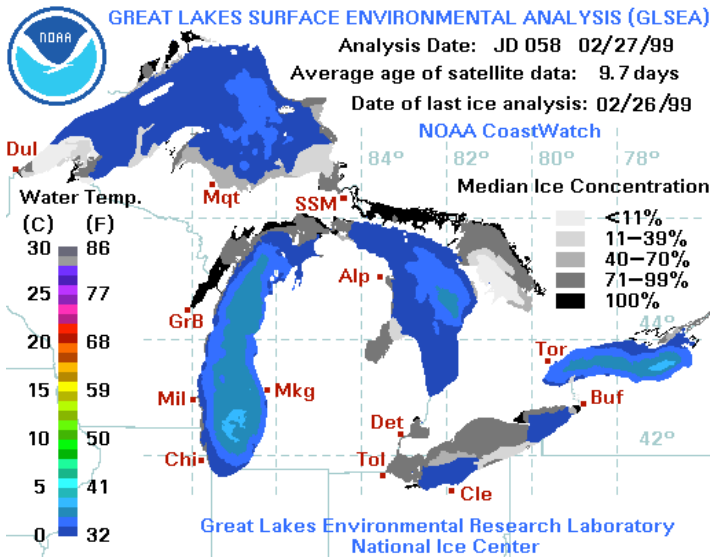 NOAA
GREAT LAKES SURFACE ENVIRONMENTAL ANALYSIS (GLSEA)
Analysis Date: JD 058 02/27/99
Average age of satellite data: 9.7 days
Date of last ice analysis: 02/26/99
NOAA CoastWatch
84° 82° 80° 78°
Dul
Mqt
SSM
Median Ice Concentration
<11%
11-39%
40-70%
71-99%
100%
Water Temp.
(C) (F)
30 86
25 77
20 68
15 59
10 50
5 41
0 32
Alp
GrB
44°
Tor
Mil
Mkg
Buf
Det
42°
Chi
Tol
Cle
Great Lakes Environmental Research Laboratory
National Ice Center